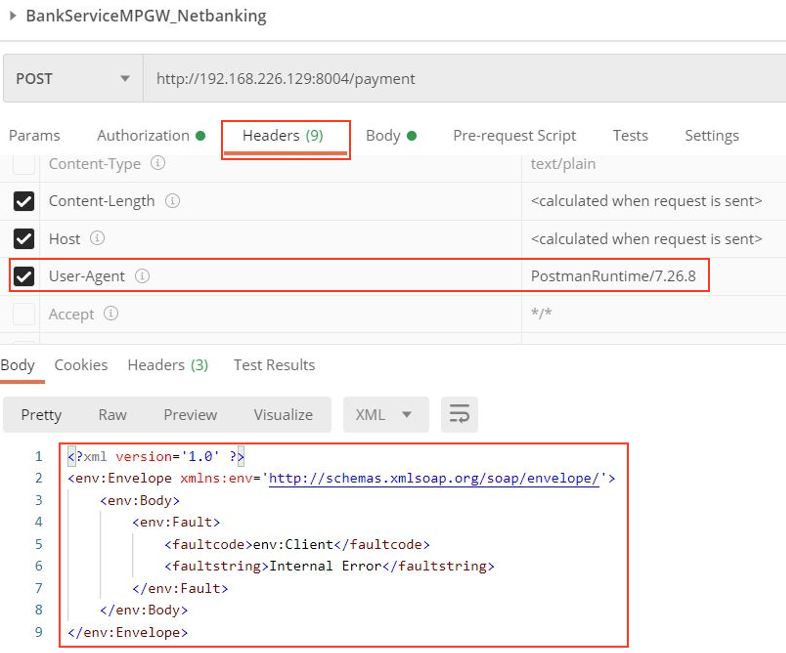 BankServiceMPGW_Netbanking
POST http://192.168.226.129:8004/payment
Params Authorization Headers (9) Body Pre-request Script Tests Settings
Content-Type text/plain
Content-Length <calculated when request is sent>
Host <calculated when request is sent>
User-Agent PostmanRuntime/7.26.8
Accept */*
Body Cookies Headers (3) Test Results
Pretty Raw Preview Visualize XML
1 <?xml version='1.0' ?>
2 <env:Envelope xmlns:env='http://schemas.xmlsoap.org/soap/envelope/'>
3 <env:Body>
4 <env:Fault>
5 <faultcode>env:Client</faultcode>
6 <faultstring>Internal Error</faultstring>
7 </env:Fault>
8 </env:Body>
9 </env:Envelope>